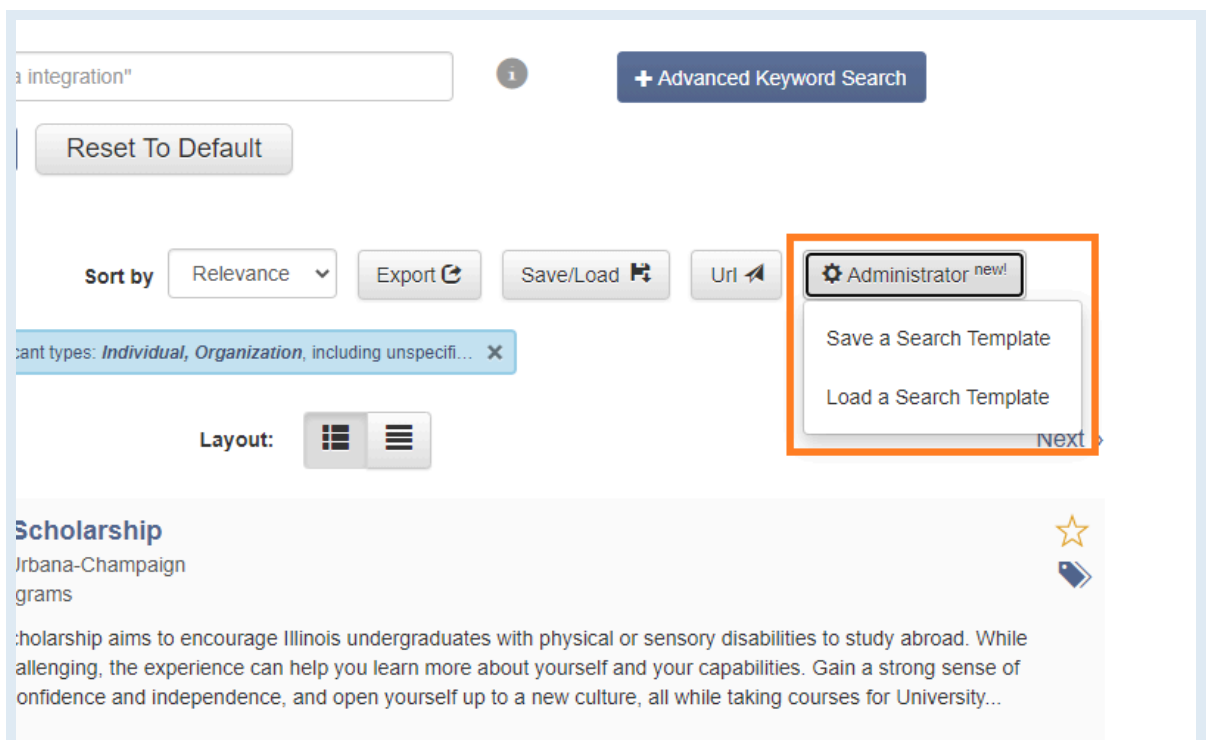 a integration"
+ Advanced Keyword Search
Reset To Default
Sort by Relevance Export Save/Load Url Administrator new!
Save a Search Template
Load a Search Template
cant types: Individual, Organization, including unspecifi...
Layout:
Next »
Scholarship
Urbana-Champaign
grams
cholarship aims to encourage Illinois undergraduates with physical or sensory disabilities to study abroad. While
allenging, the experience can help you learn more about yourself and your capabilities. Gain a strong sense of
onfidence and independence, and open yourself up to a new culture, all while taking courses for University...